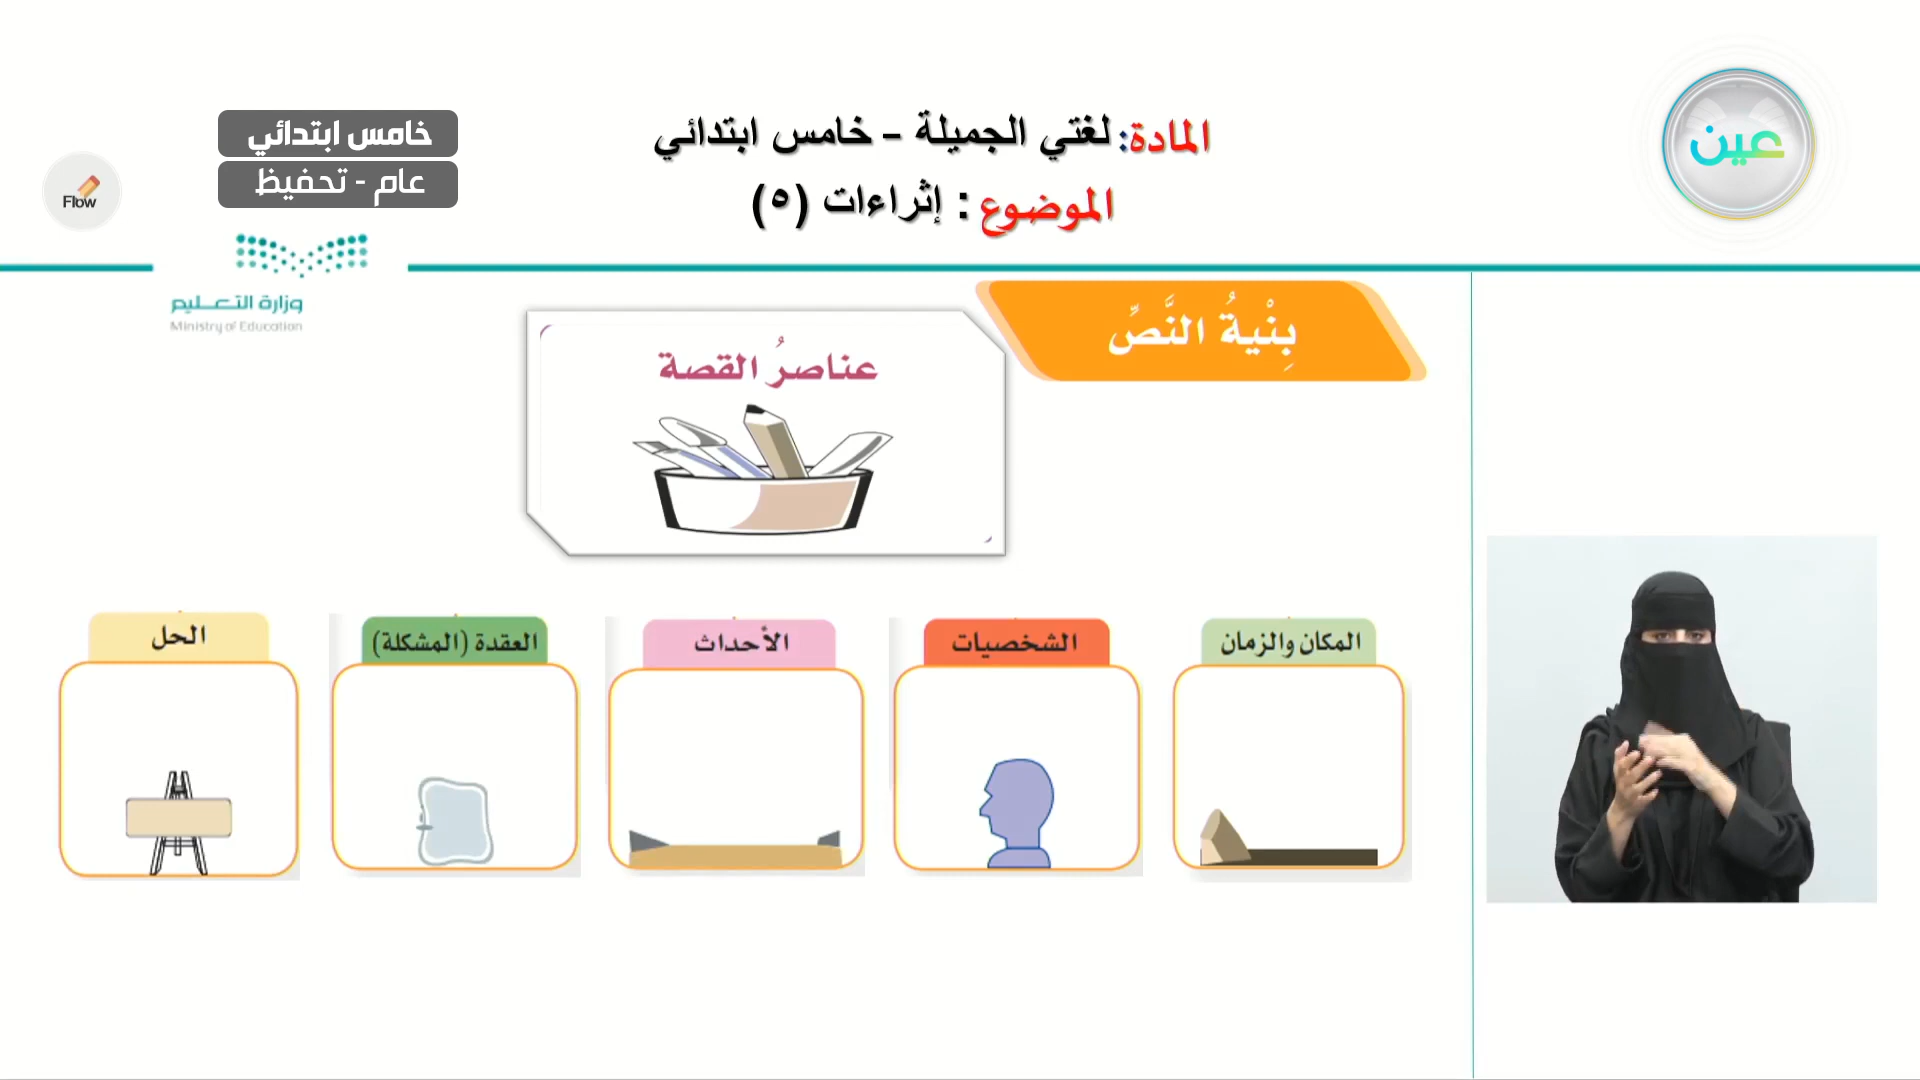 عين
المادة: لغتي الجميلة – خامس ابتدائي
الموضوع : إثراءات (٥)
خامس ابتدائي
عام - تحفيظ
Flow
وزارة التعليم
Ministry of Education
بِنْيةُ النَّصِّ
عناصرُ القصة
المكان والزمان
الشخصيات
الأحداث
العقدة (المشكلة)
الحل